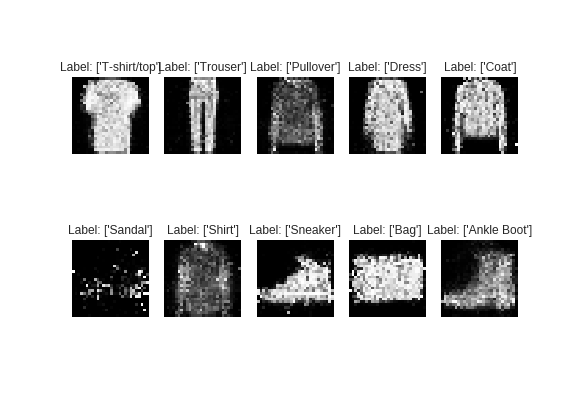 Label: ['T-shirt/top'] Label: ['Trouser'] Label: ['Pullover'] Label: ['Dress'] Label: ['Coat']
Label: ['Sandal'] Label: ['Shirt'] Label: ['Sneaker'] Label: ['Bag'] Label: ['Ankle Boot']